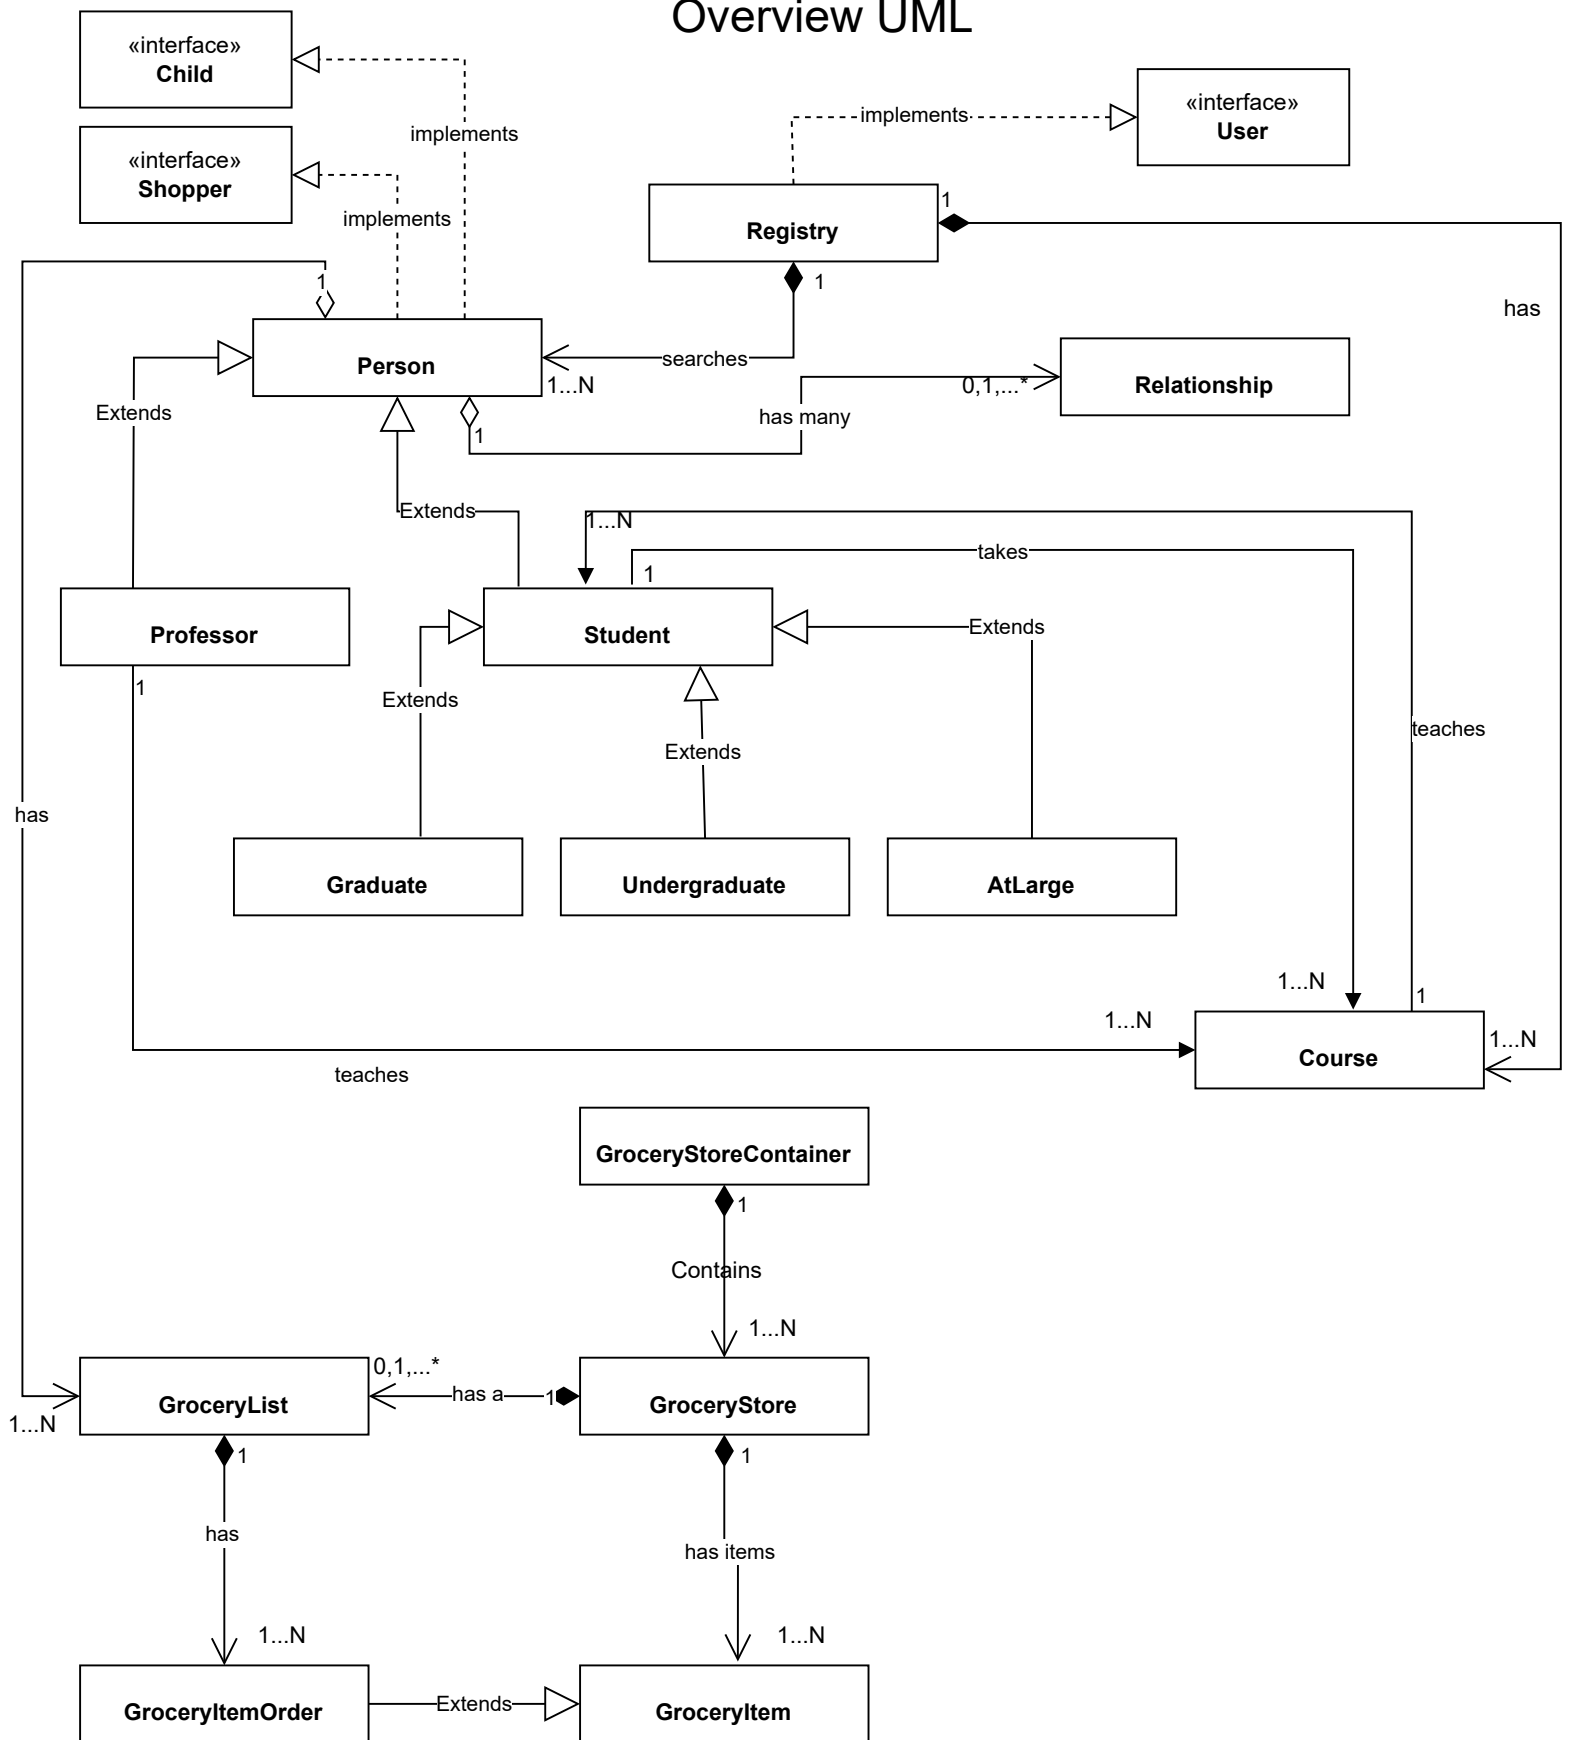 Overview UML
«interface»
Child
«interface»
User
implements
implements
«interface»
Shopper
implements
1
Registry
1
1
has
Person
searches
1...N
0,1,...*
Relationship
Extends
has many
1
Extends
1...N
takes
1
Professor
Student
Extends
1
Extends
teaches
Extends
has
Graduate
Undergraduate
AtLarge
1...N
1
1...N
1...N
Course
teaches
GroceryStoreContainer
1
Contains
1...N
0,1,...*
has a
1
GroceryList
GroceryStore
1...N
1
1
has
has items
1...N
1...N
GroceryItemOrder
Extends
GroceryItem